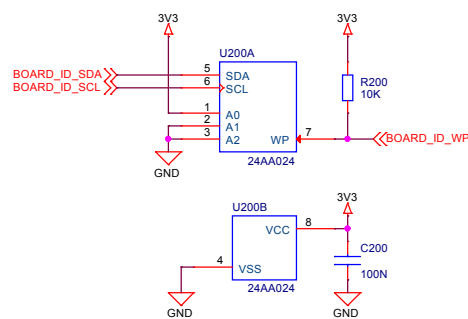 3V3
3V3
U200A
BOARD_ID_SDA
5
SDA
BOARD_ID_SCL
6
SCL
R200
10K
1
A0
2
A1
3
A2
WP
7
BOARD_ID_WP
GND
24AA024
3V3
U200B
VCC
8
C200
4
VSS
100N
24AA024
GND
GND